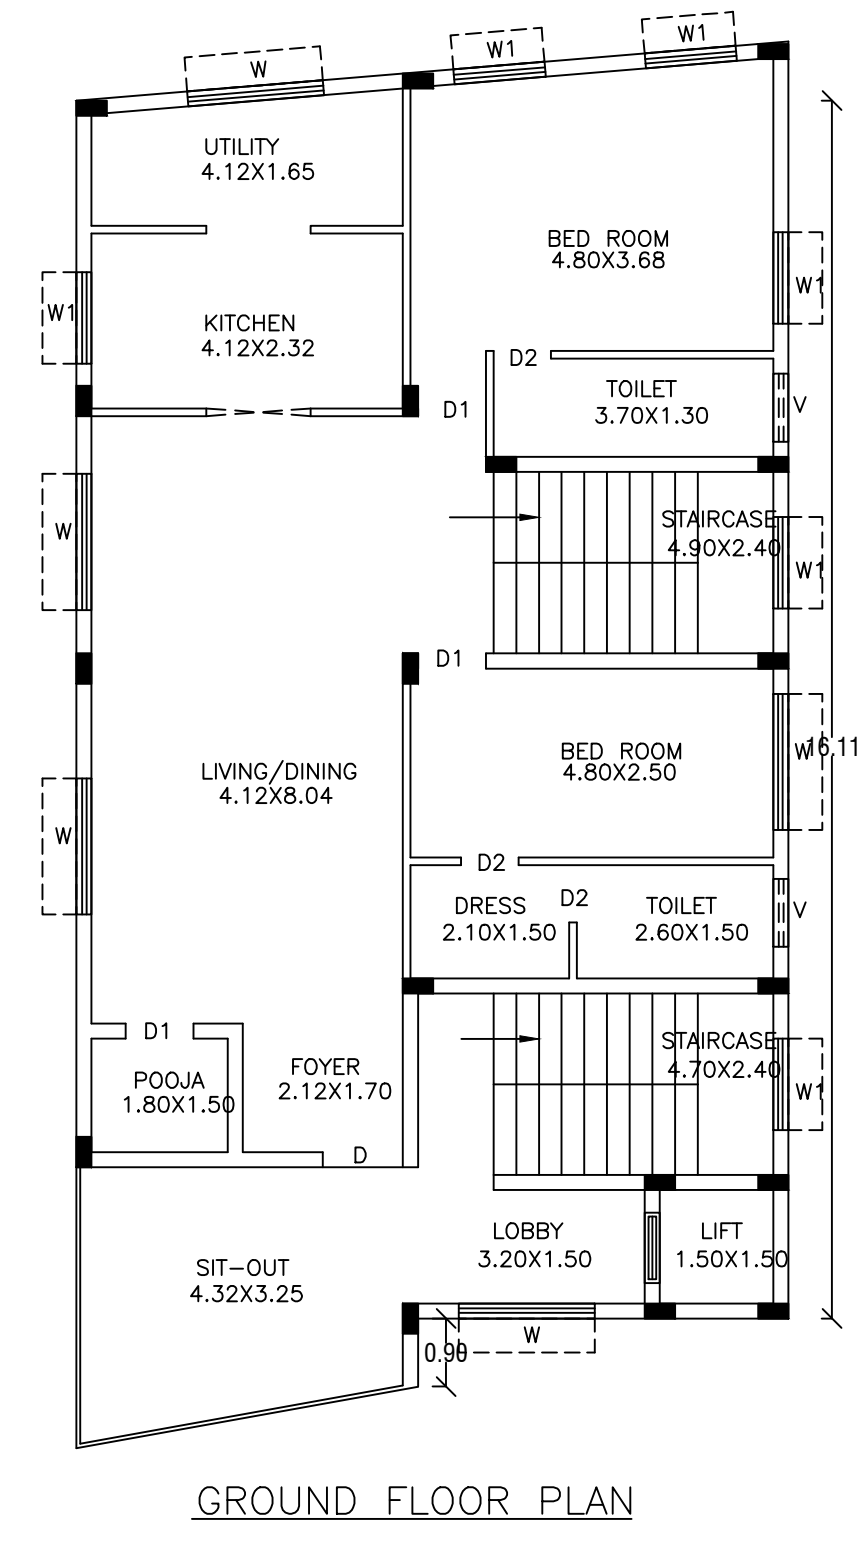 W
W1
W1
UTILITY
4.12X1.65
BED ROOM
4.80X3.68
W1
W1
KITCHEN
4.12X2.32
D2
TOILET
3.70X1.30
V
D1
W
STAIRCASE
4.90X2.40
W1
D1
LIVING/DINING
4.12X8.04
BED ROOM
4.80X2.50
W
16.11
W
D2
DRESS
2.10X1.50
D2
TOILET
2.60X1.50
V
D1
POOJA
1.80X1.50
FOYER
2.12X1.70
STAIRCASE
4.70X2.40
W1
D
SIT-OUT
4.32X3.25
LOBBY
3.20X1.50
LIFT
1.50X1.50
W
0.90
GROUND FLOOR PLAN